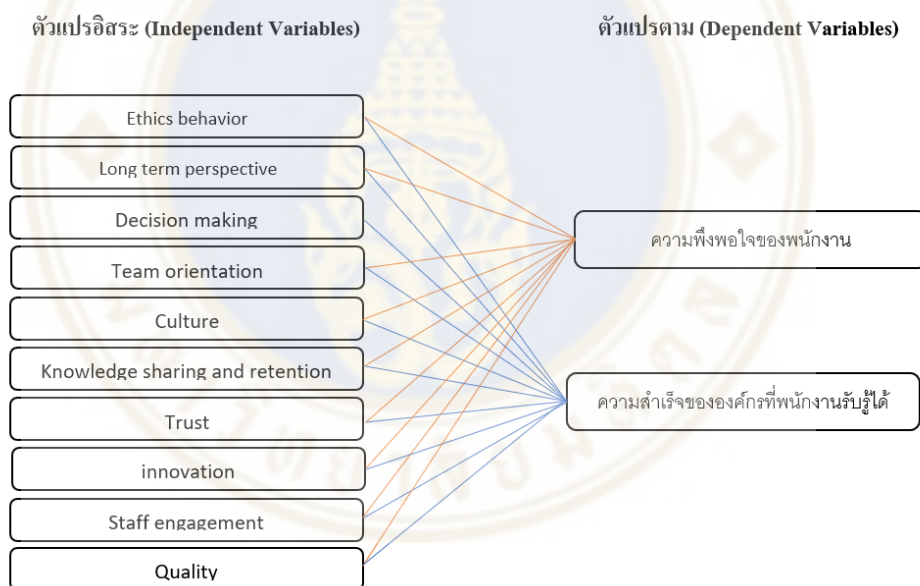 ตัวแปรอิสระ (Independent Variables)
ตัวแปรตาม (Dependent Variables)
Ethics behavior
Long term perspective
Decision making
Team orientation
Culture
Knowledge sharing and retention
Trust
innovation
Staff engagement
Quality
ความพึงพอใจของพนักงาน
ความสำเร็จขององค์กรที่พนักงานรับรู้ได้